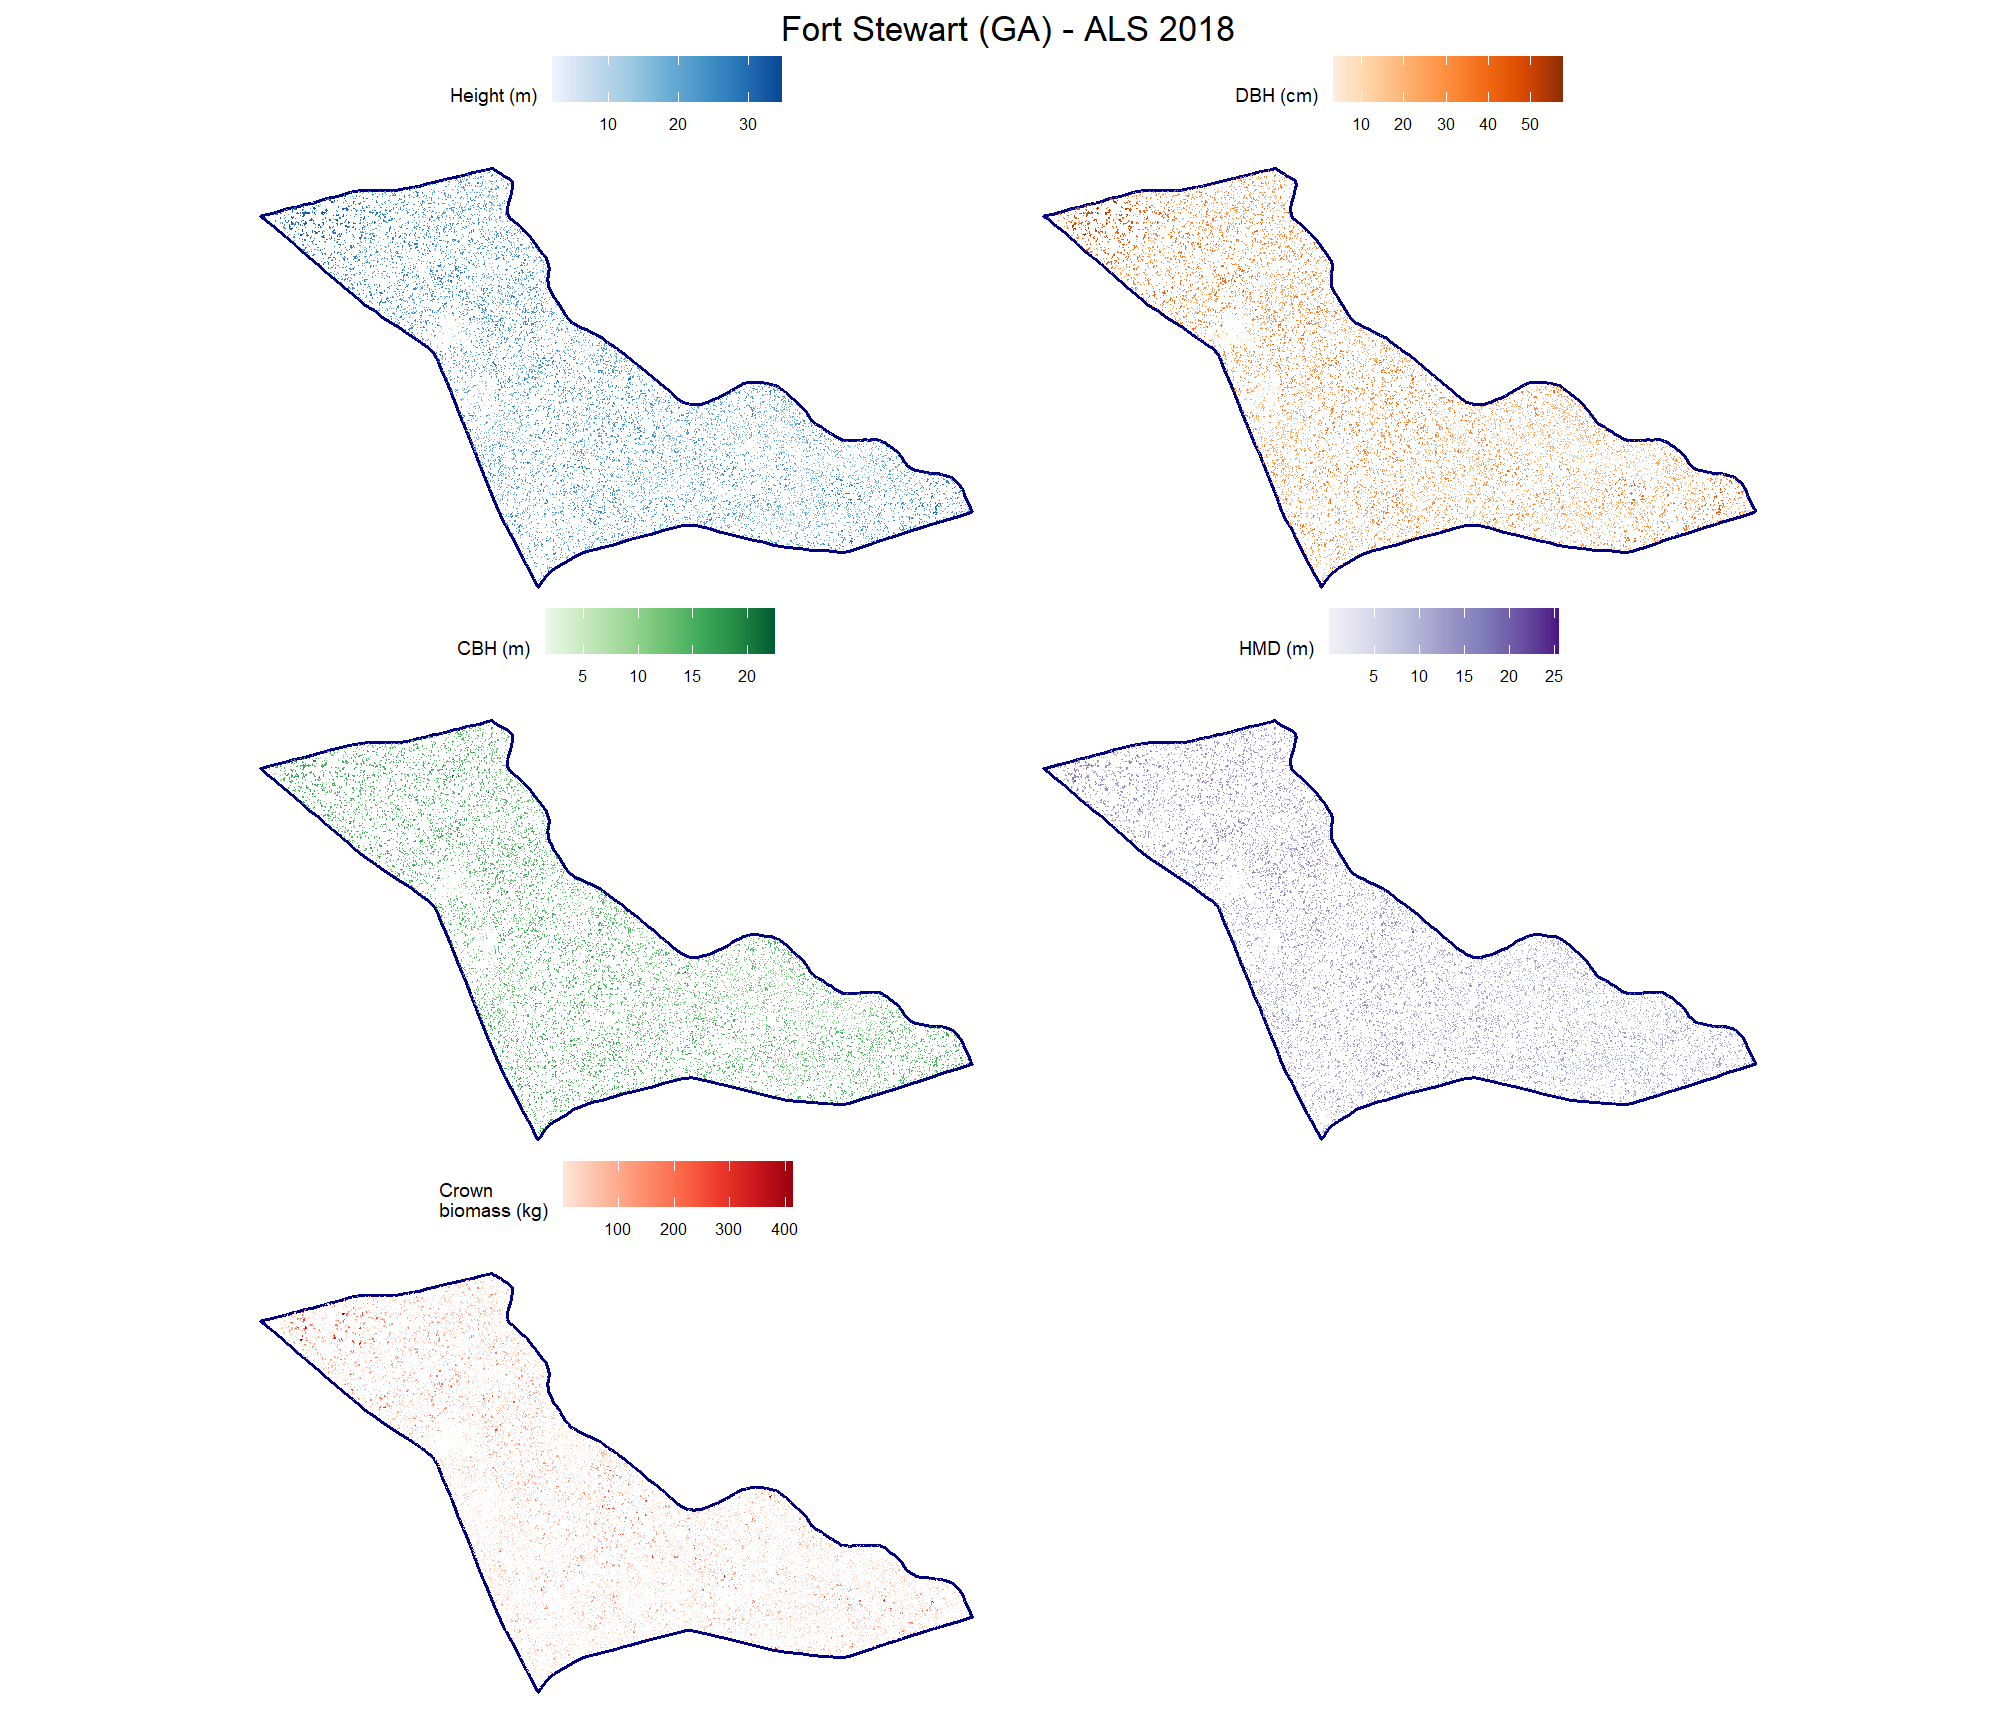 Fort Stewart (GA) - ALS 2018
Height (m)
10 20 30
DBH (cm)
10 20 30 40 50
CBH (m)
5 10 15 20
HMD (m)
5 10 15 20 25
Crown
biomass (kg)
100 200 300 400